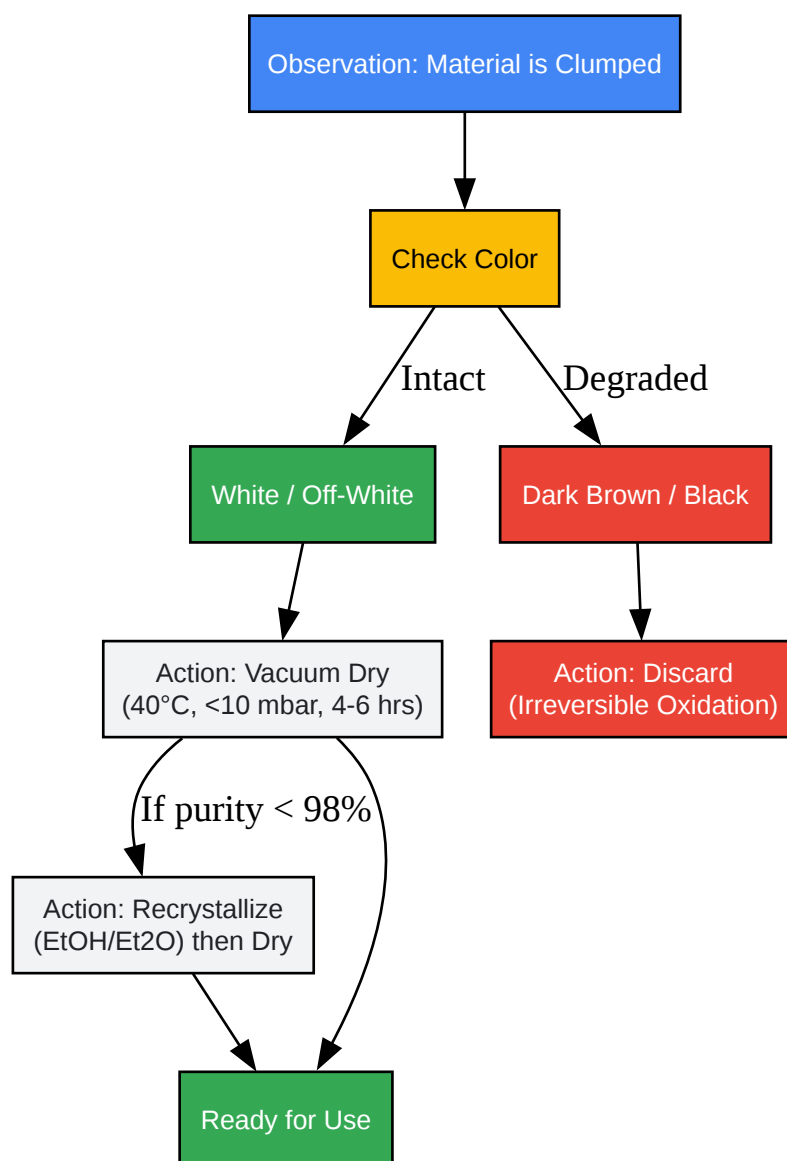 Observation: Material is Clumped
Check Color
Intact
Degraded
White / Off-White
Dark Brown / Black
Action: Vacuum Dry
(40°C, <10 mbar, 4-6 hrs)
Action: Discard
(Irreversible Oxidation)
If purity < 98%
Action: Recrystallize
(EtOH/Et2O) then Dry
Ready for Use